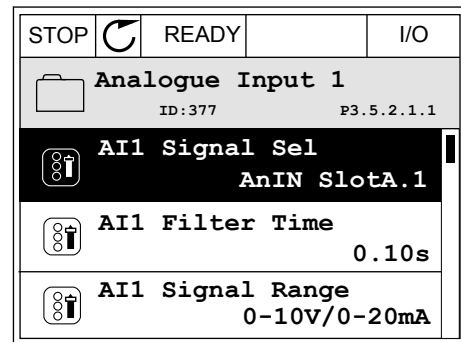 STOP READY I/O
Analogue Input 1
ID:377 P3.5.2.1.1
AI1 Signal Sel
AnIN SlotA.1
AI1 Filter Time
0.10s
AI1 Signal Range
0-10V/0-20mA